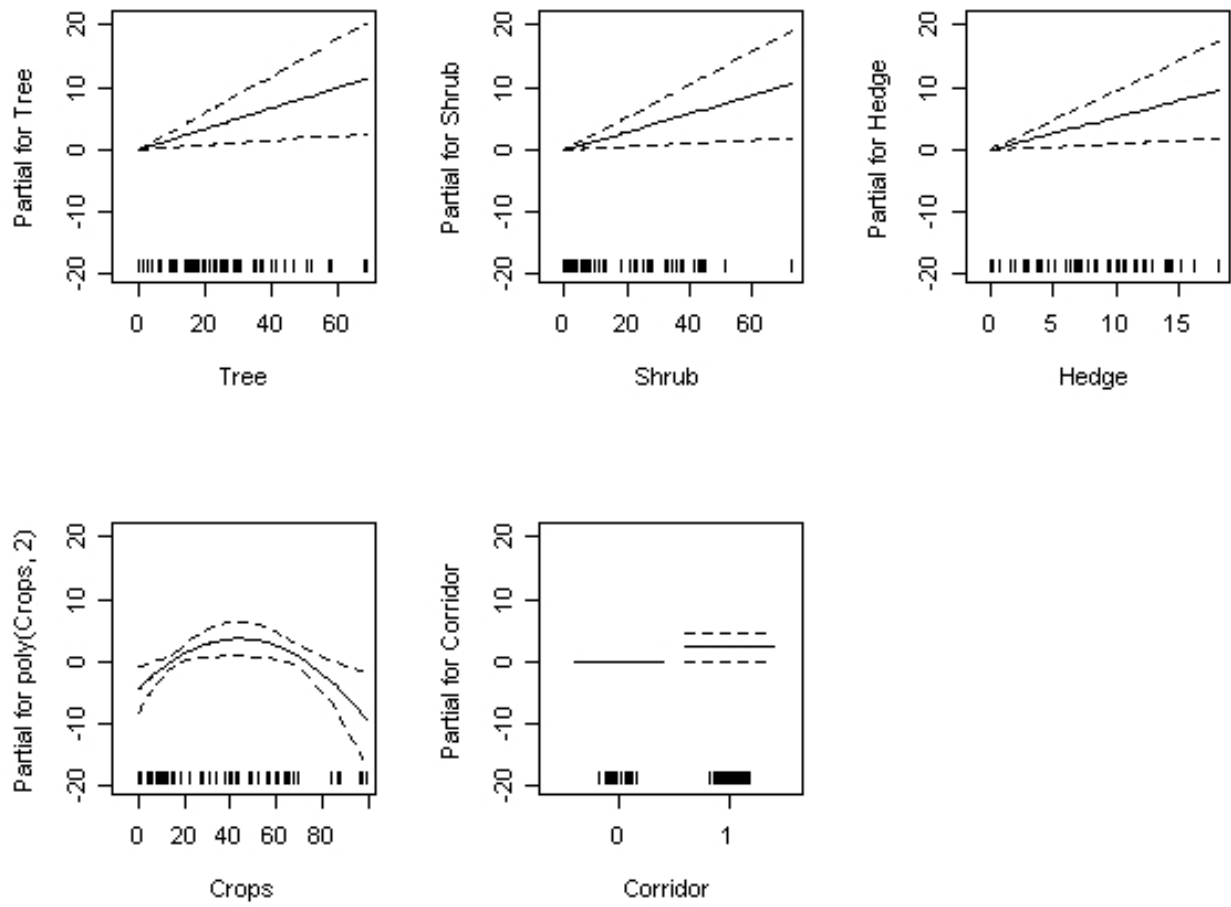 Partial for Tree
20
10
0
-10
-20
0 20 40 60
Tree
Partial for Shrub
20
10
0
-10
-20
0 20 40 60
Shrub
Partial for Hedge
20
10
0
-10
-20
0 5 10 15
Hedge
Partial for poly(Crops, 2)
20
10
0
-10
-20
0 20 40 60 80
Crops
Partial for Corridor
20
10
0
-10
-20
0 1
Corridor